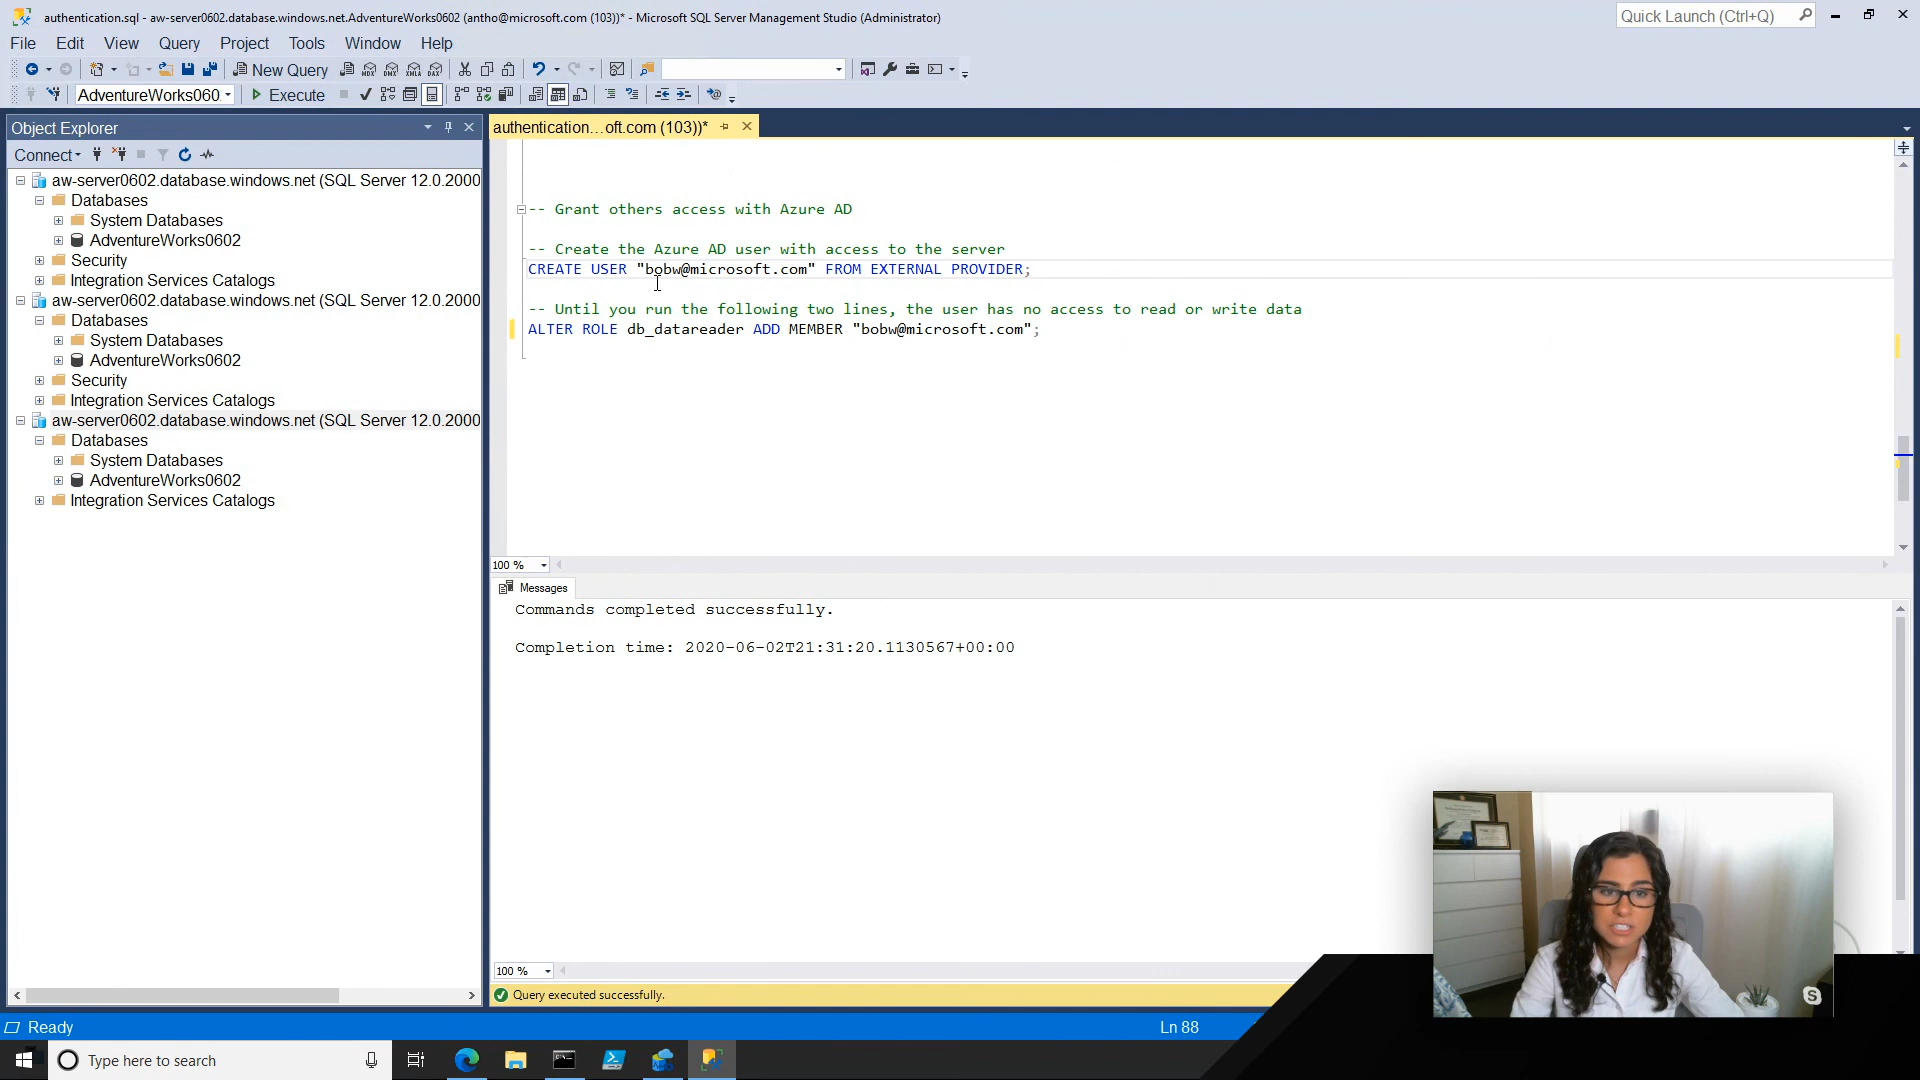 authentication.sql - aw-server0602.database.windows.net.AdventureWorks0602 (antho@microsoft.com (103))* - Microsoft SQL Server Management Studio (Administrator)
Quick Launch (Ctrl+Q)
File Edit View Query Project Tools Window Help
New Query
AdventureWorks060
Execute
Object Explorer
authentication...oft.com (103))*
Connect
aw-server0602.database.windows.net (SQL Server 12.0.2000
Databases
System Databases
AdventureWorks0602
Security
Integration Services Catalogs
aw-server0602.database.windows.net (SQL Server 12.0.2000
Databases
System Databases
AdventureWorks0602
Security
Integration Services Catalogs
aw-server0602.database.windows.net (SQL Server 12.0.2000
Databases
System Databases
AdventureWorks0602
Integration Services Catalogs
-- Grant others access with Azure AD
-- Create the Azure AD user with access to the server
CREATE USER "bobw@microsoft.com" FROM EXTERNAL PROVIDER;
-- Until you run the following two lines, the user has no access to read or write data
ALTER ROLE db_datareader ADD MEMBER "bobw@microsoft.com";
100 %
Messages
Commands completed successfully.
Completion time: 2020-06-02T21:31:20.1130567+00:00
100 %
Query executed successfully.
Ready
Ln 88
Type here to search